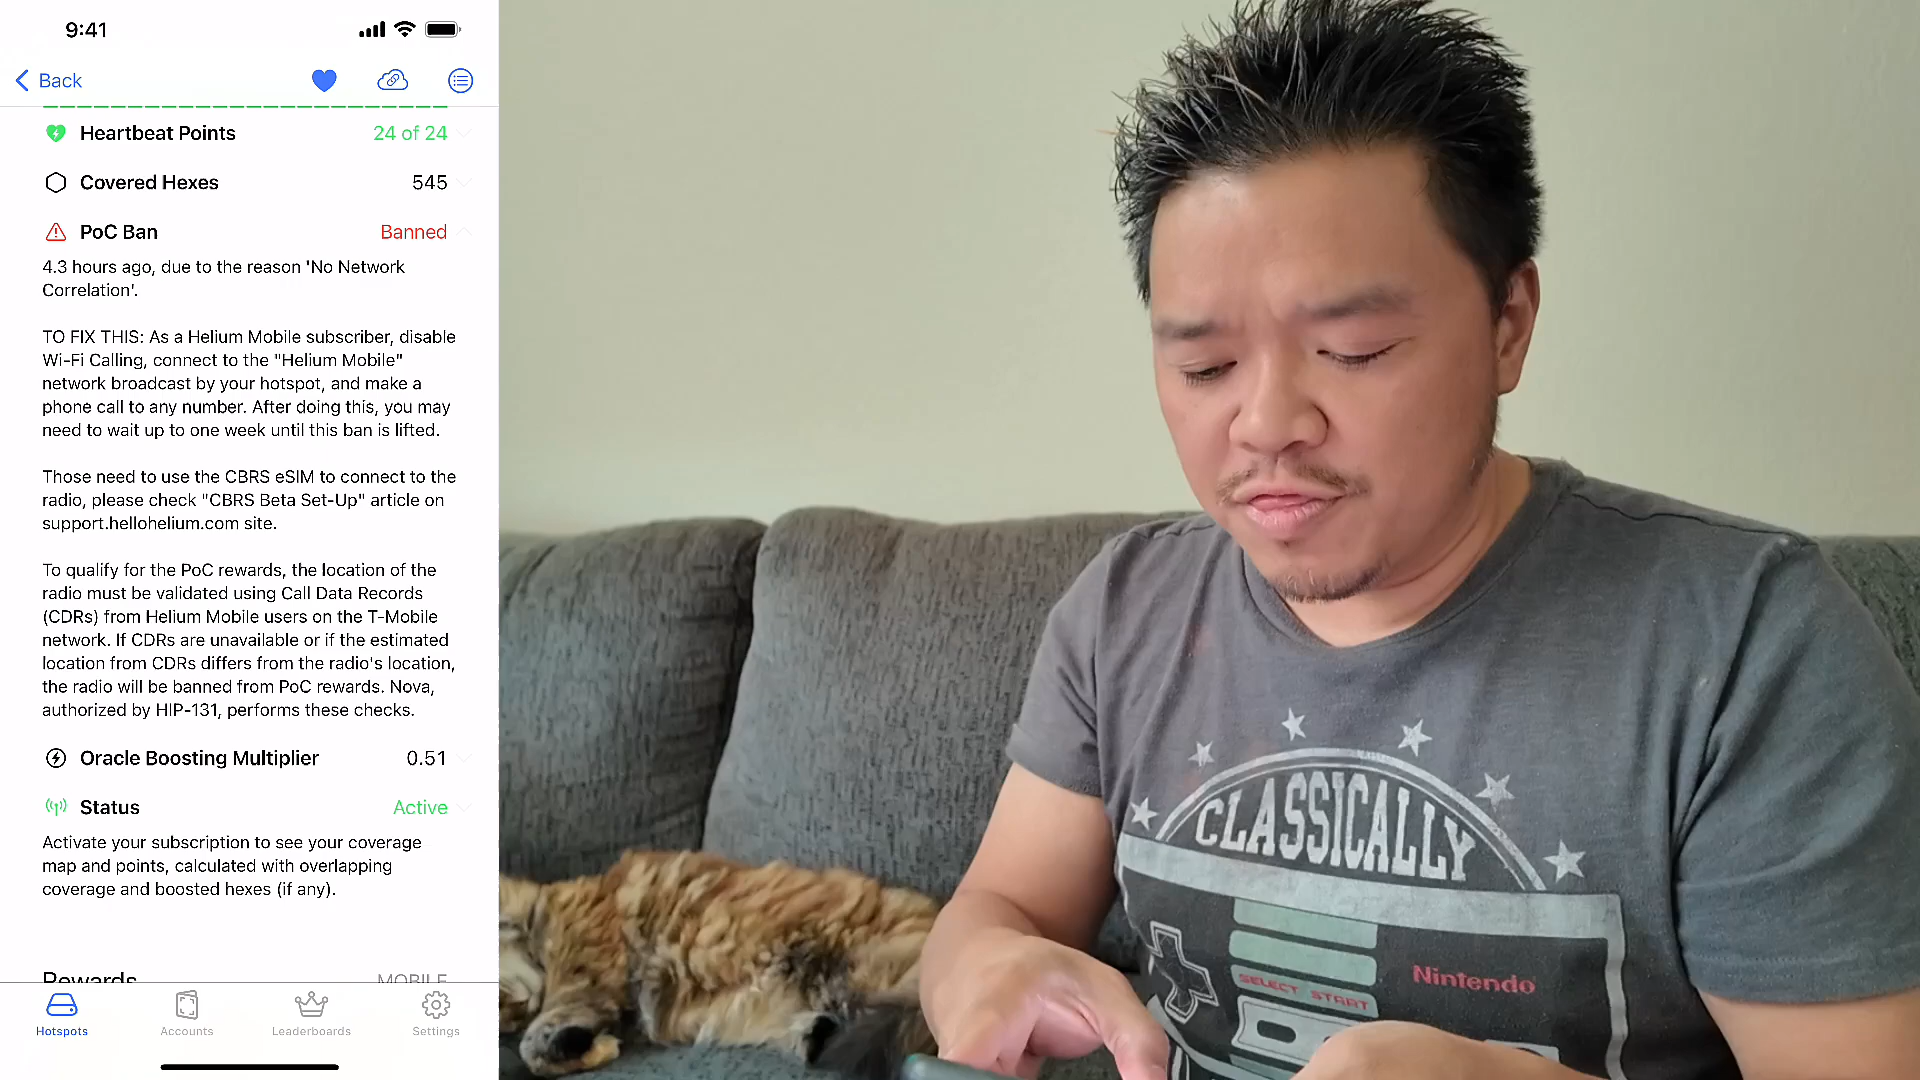 9:41
Back
Heartbeat Points 24 of 24
Covered Hexes 545
PoC Ban Banned
4.3 hours ago, due to the reason 'No Network
Correlation'.
TO FIX THIS: As a Helium Mobile subscriber, disable
Wi-Fi Calling, connect to the "Helium Mobile"
network broadcast by your hotspot, and make a
phone call to any number. After doing this, you may
need to wait up to one week until this ban is lifted.
Those need to use the CBRS eSIM to connect to the
radio, please check "CBRS Beta Set-Up" article on
support.hellohelium.com site.
To qualify for the PoC rewards, the location of the
radio must be validated using Call Data Records
(CDRs) from Helium Mobile users on the T-Mobile
network. If CDRs are unavailable or if the estimated
location from CDRs differs from the radio's location,
the radio will be banned from PoC rewards. Nova,
authorized by HIP-131, performs these checks.
Oracle Boosting Multiplier 0.51
Status Active
Activate your subscription to see your coverage
map and points, calculated with overlapping
coverage and boosted hexes (if any).
Rewards MOBILE
Hotspots Accounts Leaderboards Settings
CLASSICALLY
SELECT START
Nintendo